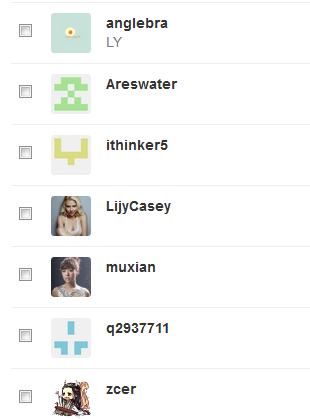 anglebra
LY
Areswater
ithinker5
LijyCasey
muxian
q2937711
zcer